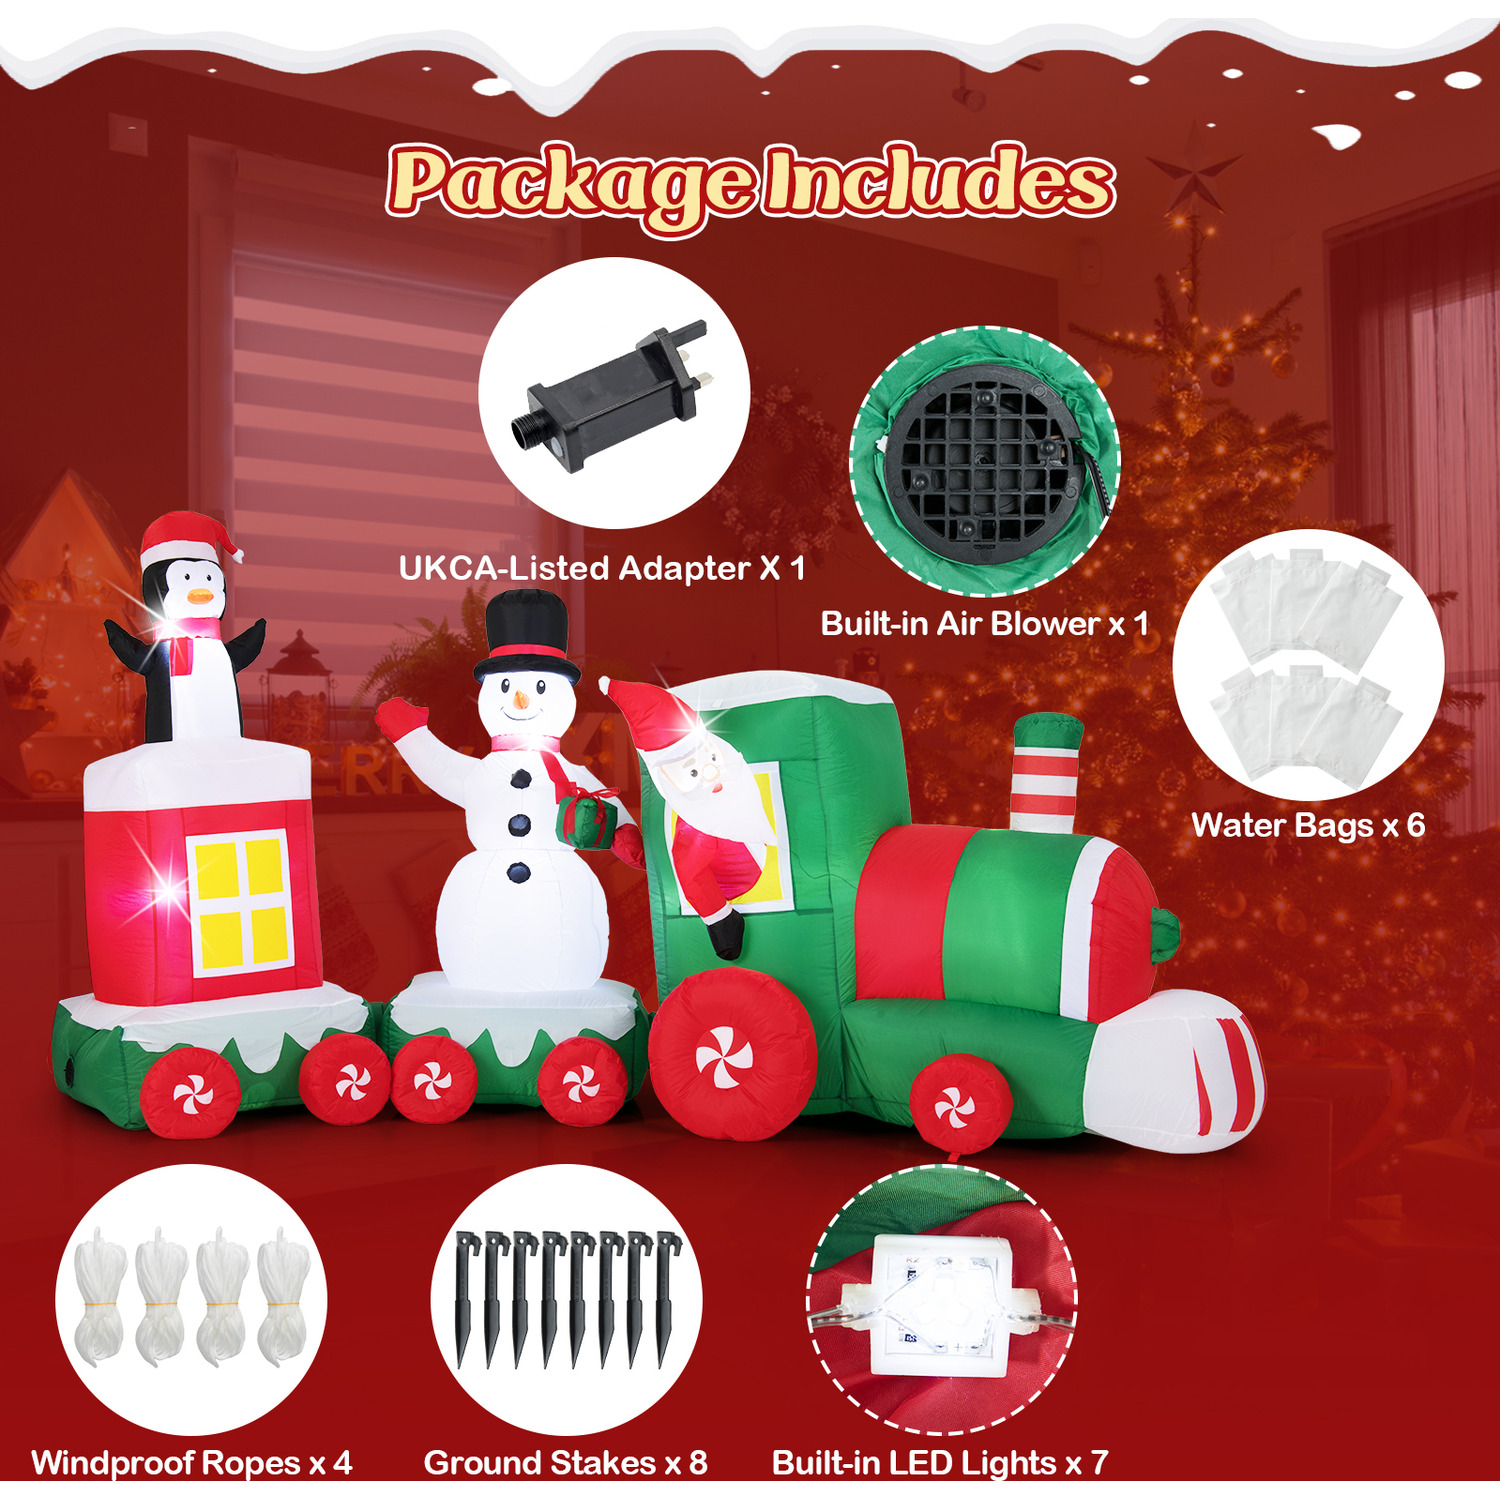 Package Includes
UKCA-Listed Adapter X 1
Built-in Air Blower x 1
Water Bags x 6
Windproof Ropes x 4
Ground Stakes x 8
Built-in LED Lights x 7